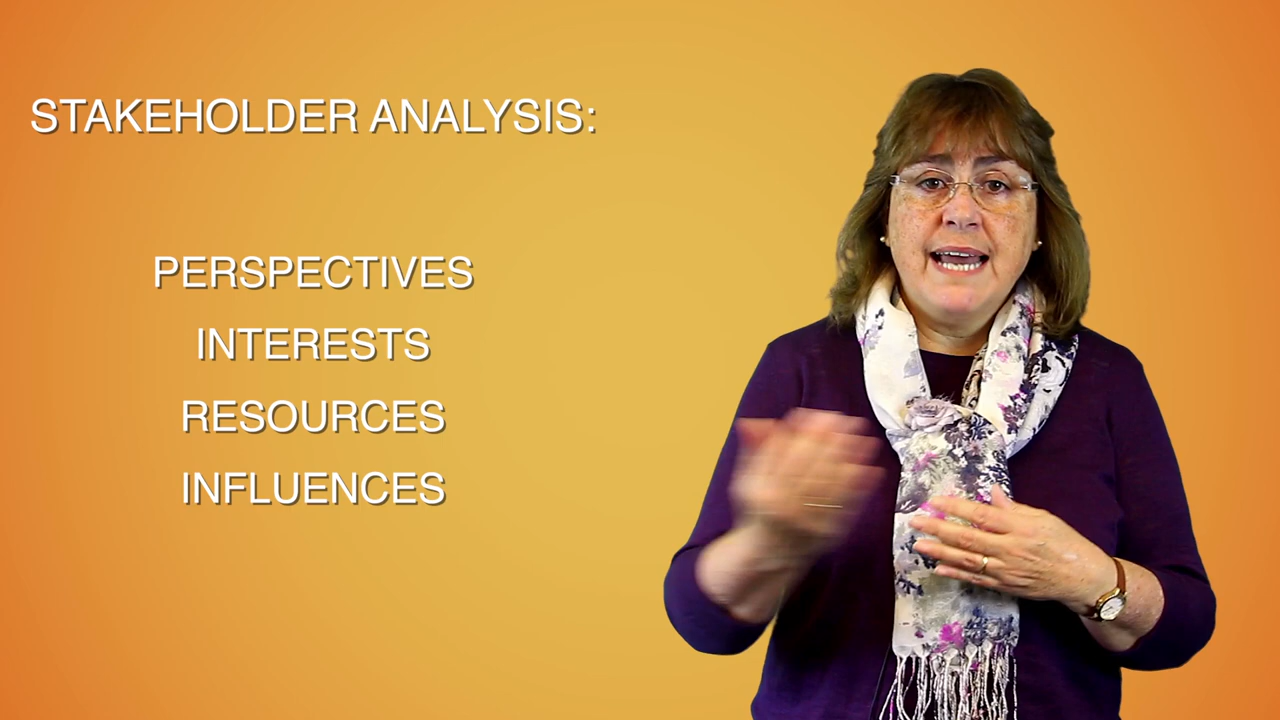 STAKEHOLDER ANALYSIS:
PERSPECTIVES
INTERESTS
RESOURCES
INFLUENCES